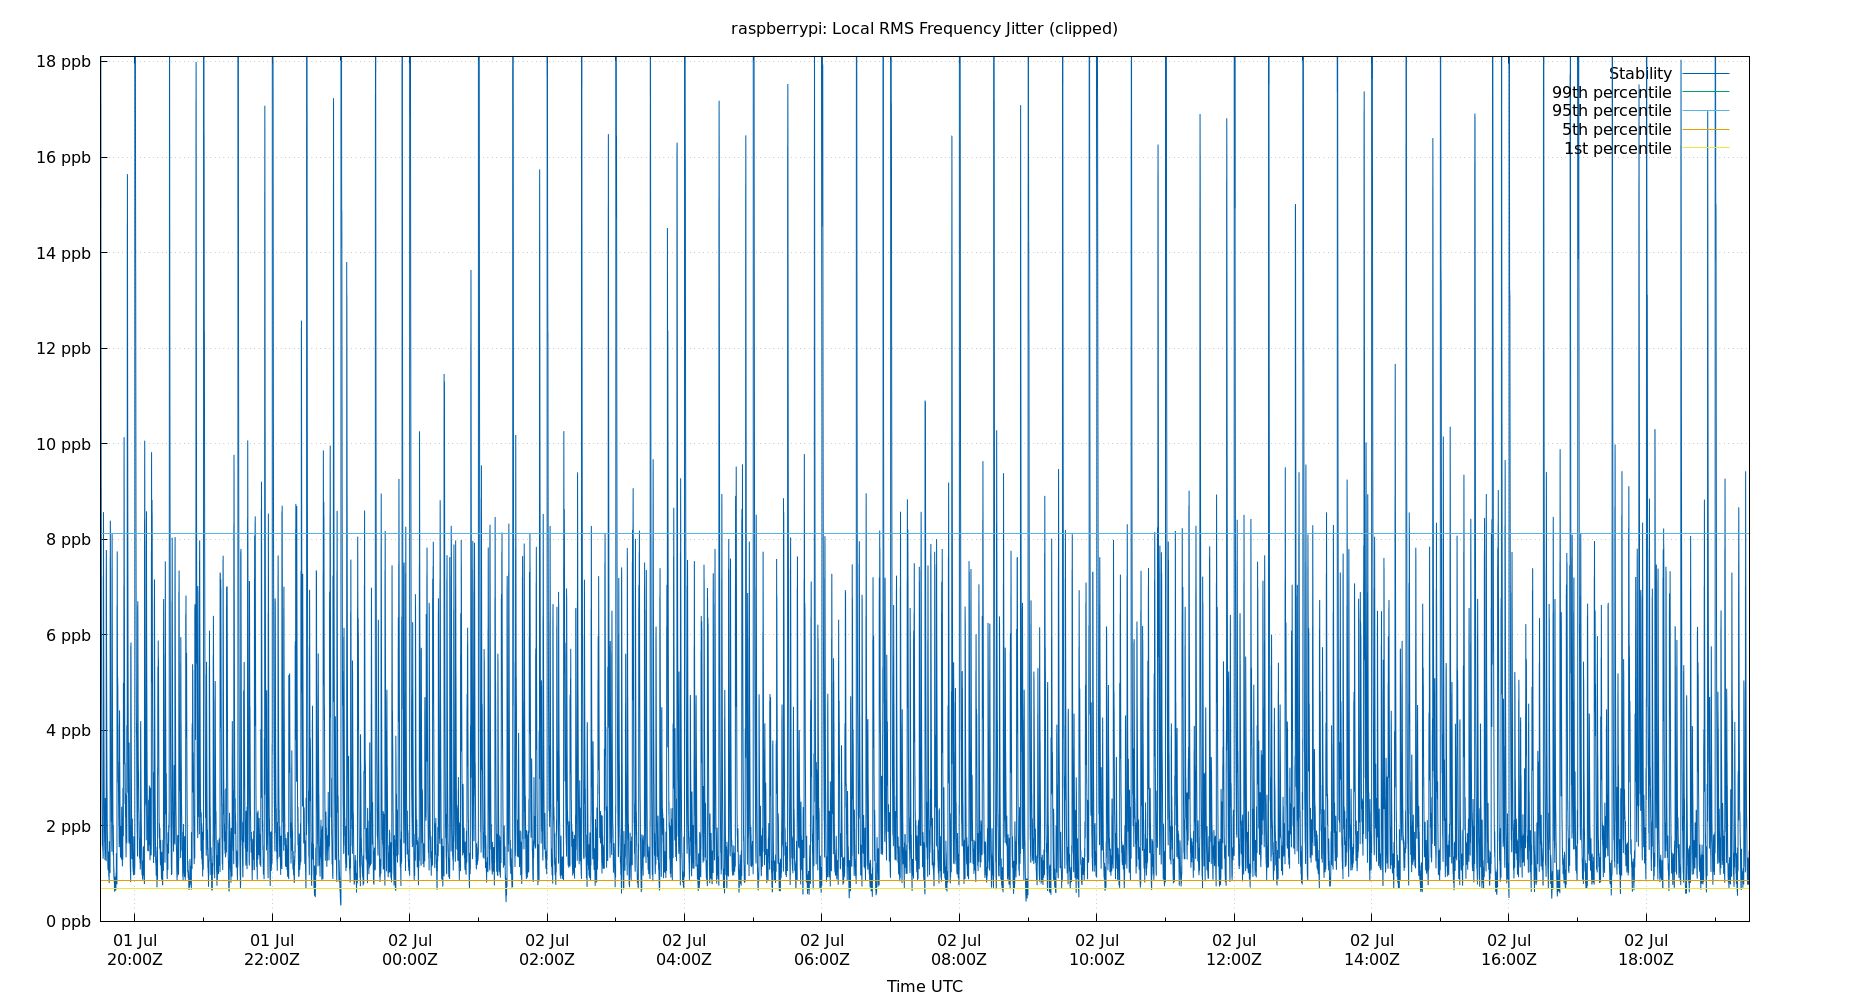 raspberrypi: Local RMS Frequency Jitter (clipped)
18 ppb
16 ppb
14 ppb
12 ppb
10 ppb
8 ppb
6 ppb
4 ppb
2 ppb
0 ppb
Stability
99th percentile
95th percentile
5th percentile
1st percentile
01 Jul 01 Jul 02 Jul 02 Jul 02 Jul 02 Jul 02 Jul 02 Jul 02 Jul 02 Jul 02 Jul 02 Jul
20:00Z 22:00Z 00:00Z 02:00Z 04:00Z 06:00Z 08:00Z 10:00Z 12:00Z 14:00Z 16:00Z 18:00Z
Time UTC